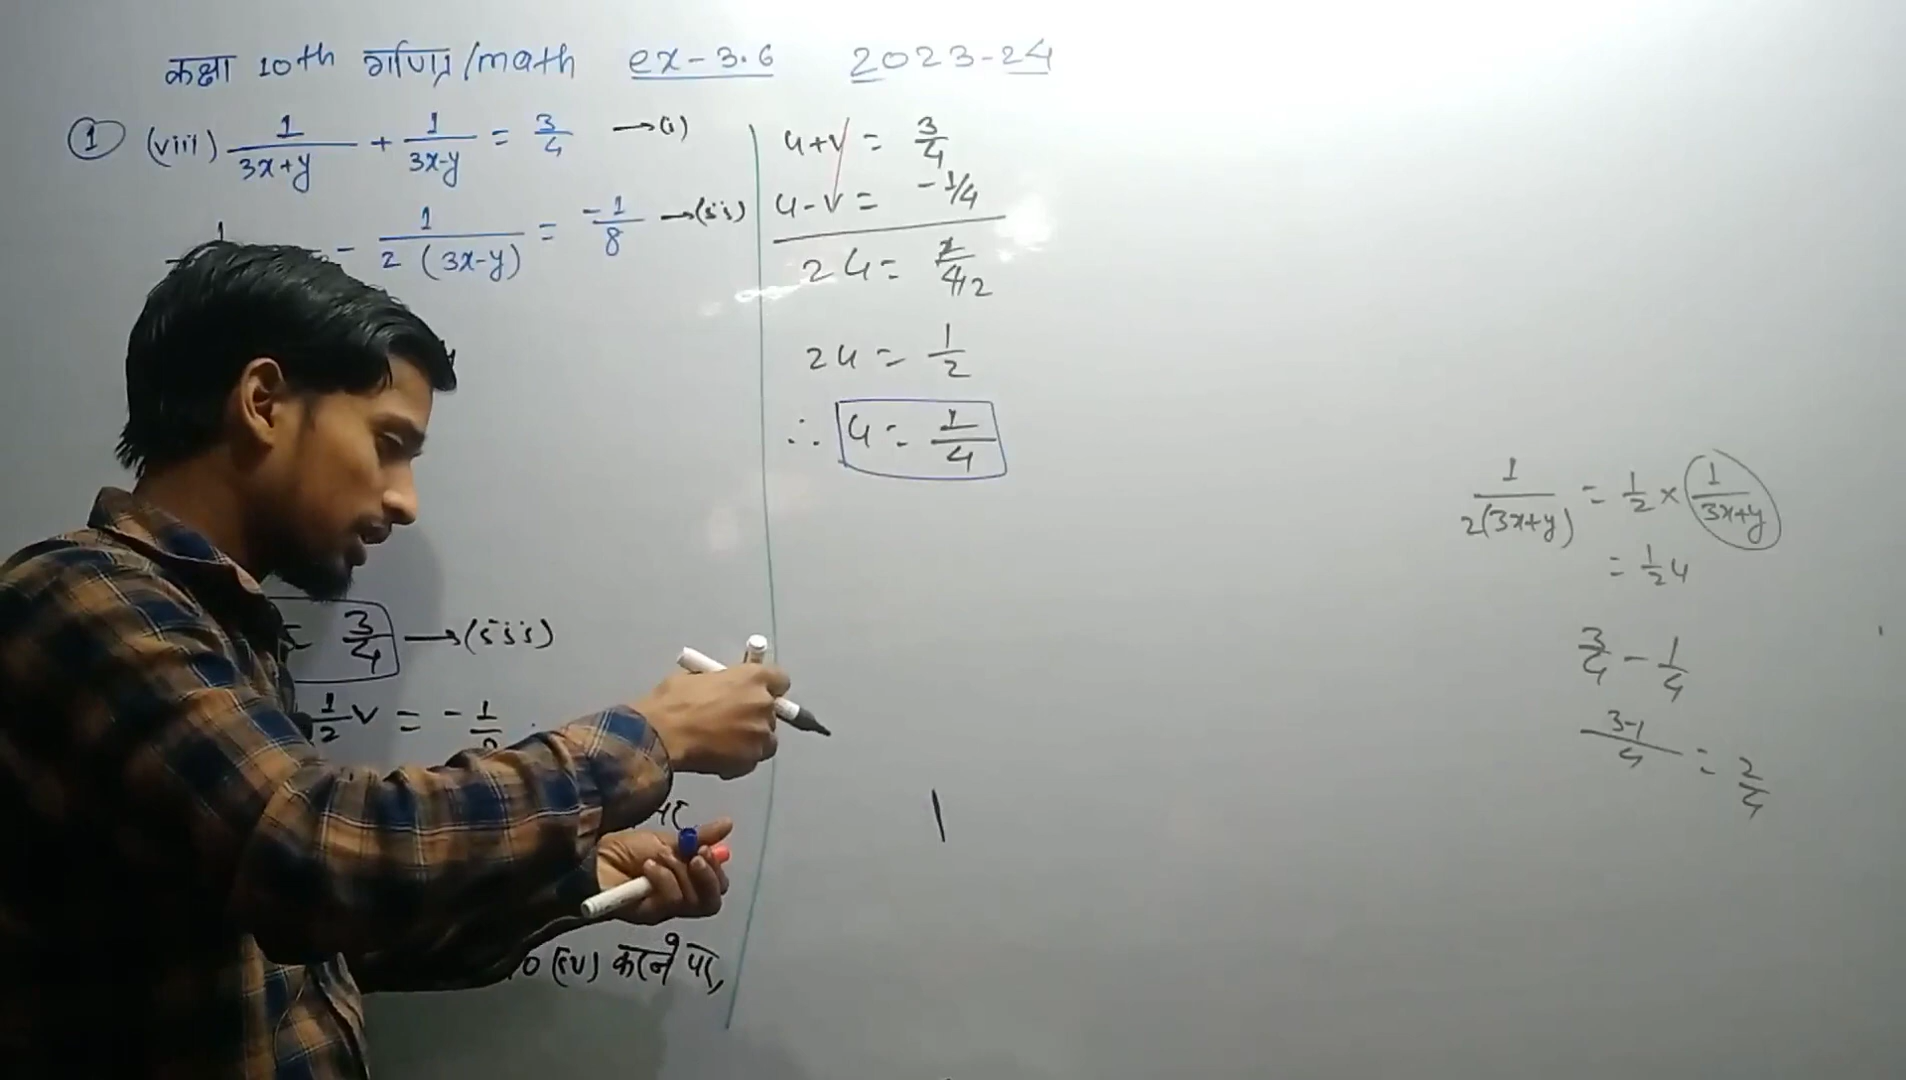 कक्षा 10th गणित/math ex-3.6 2023-24
① (viii) 1/(3x+y) + 1/(3x-y) = 3/4 →(i)
1 - 1/(2(3x-y)) = -1/8 →(ii)
= 3/4 →(iii)
1/2 v = -1
पर
(iv) करने पर,
u+v = 3/4
u-v = -1/4
2u = 2/4 2
2u = 1/2
∴ u = 1/4
1/(2(3x+y)) = 1/2 × 1/(3x+y)
= 1/2 u
3/4 - 1/4
(3-1)/4 = 2/4